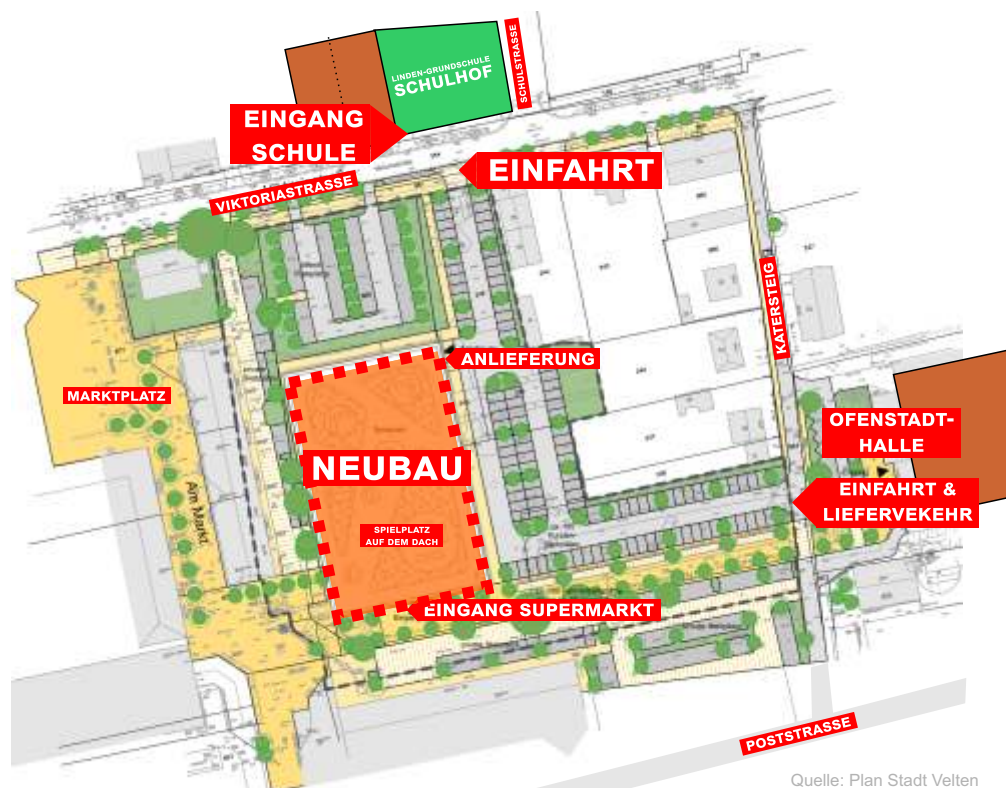 LINDEN-GRUNDSCHULE
SCHULHOF
SCHULSTRASSE
EINGANG
SCHULE
EINFAHRT
VIKTORIASTRASSE
KATERSTEIG
ANLIEFERUNG
MARKTPLATZ
OFENSTADT-
HALLE
NEUBAU
Am Markt
EINFAHRT &
LIEFERVEKEHR
SPIELPLATZ
AUF DEM DACH
EINGANG SUPERMARKT
POSTSTRASSE
Quelle: Plan Stadt Velten